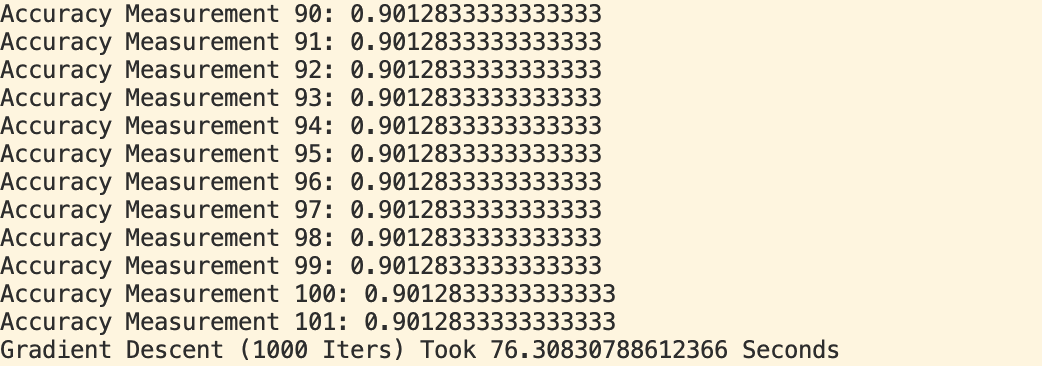 Accuracy Measurement 90: 0.9012833333333333
Accuracy Measurement 91: 0.9012833333333333
Accuracy Measurement 92: 0.9012833333333333
Accuracy Measurement 93: 0.9012833333333333
Accuracy Measurement 94: 0.9012833333333333
Accuracy Measurement 95: 0.9012833333333333
Accuracy Measurement 96: 0.9012833333333333
Accuracy Measurement 97: 0.9012833333333333
Accuracy Measurement 98: 0.9012833333333333
Accuracy Measurement 99: 0.9012833333333333
Accuracy Measurement 100: 0.9012833333333333
Accuracy Measurement 101: 0.9012833333333333
Gradient Descent (1000 Iters) Took 76.30830788612366 Seconds